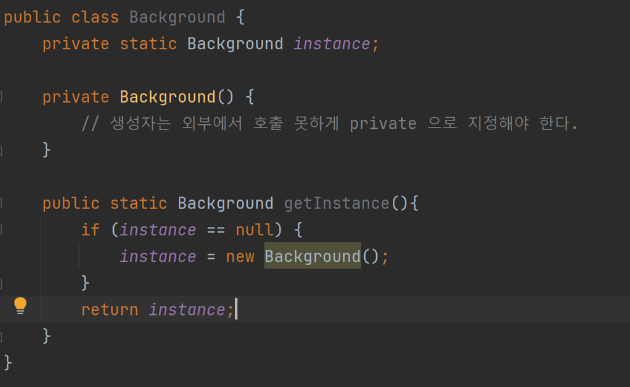 public class Background {
    private static Background instance;
    private Background() {
        // 생성자는 외부에서 호출 못하게 private 으로 지정해야 한다.
    }
    public static Background getInstance(){
        if (instance == null) {
            instance = new Background();
        }
        return instance;
    }
}